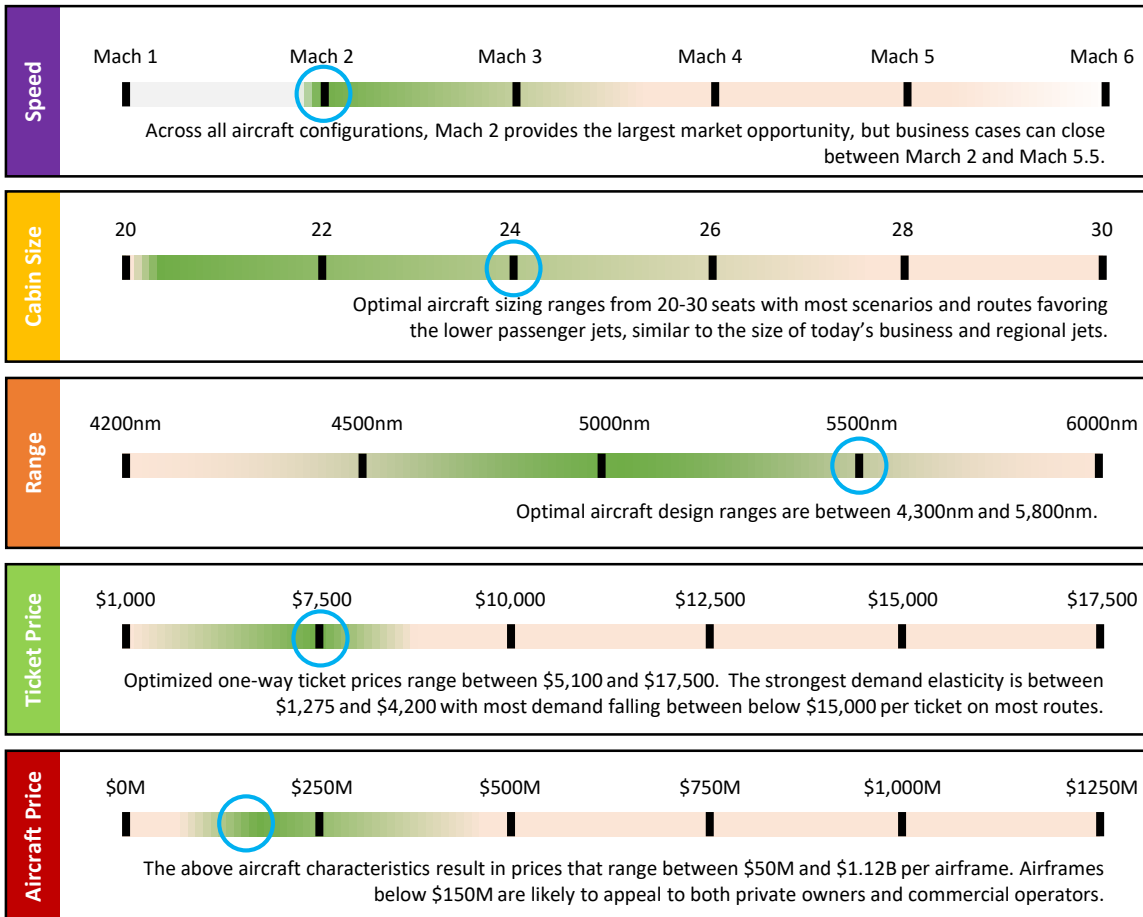 Speed
Mach 1 Mach 2 Mach 3 Mach 4 Mach 5 Mach 6
Across all aircraft configurations, Mach 2 provides the largest market opportunity, but business cases can close
between March 2 and Mach 5.5.
Cabin Size
20 22 24 26 28 30
Optimal aircraft sizing ranges from 20-30 seats with most scenarios and routes favoring
the lower passenger jets, similar to the size of today's business and regional jets.
Range
4200nm 4500nm 5000nm 5500nm 6000nm
Optimal aircraft design ranges are between 4,300nm and 5,800nm.
Ticket Price
$1,000 $7,500 $10,000 $12,500 $15,000 $17,500
Optimized one-way ticket prices range between $5,100 and $17,500. The strongest demand elasticity is between
$1,275 and $4,200 with most demand falling between below $15,000 per ticket on most routes.
Aircraft Price
$0M $250M $500M $750M $1,000M $1250M
The above aircraft characteristics result in prices that range between $50M and $1.12B per airframe. Airframes
below $150M are likely to appeal to both private owners and commercial operators.